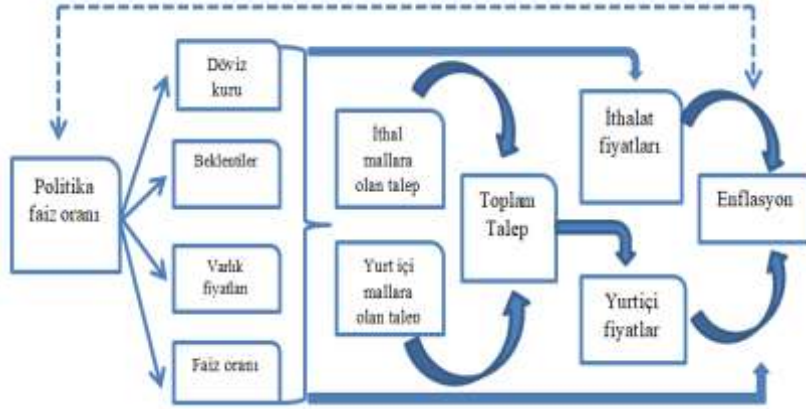 Politika
faiz oranı
Döviz
kuru
Beklentiler
Varlık
fiyatları
Faiz oranı
İthal
mallara
olan talep
Yurt içi
mallara
olan talep
Toplam
Talep
İthalat
fiyatları
Yurtiçi
fiyatlar
Enflasyon